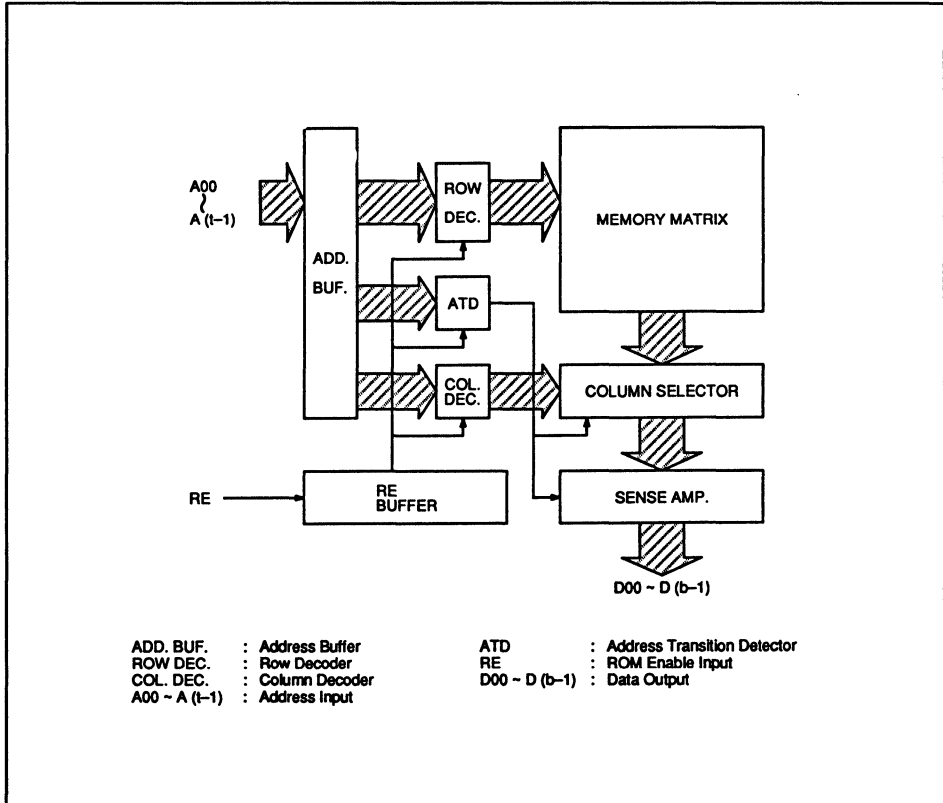 A00
~
A (t–1)
ADD.
BUF.
ROW
DEC.
ATD
COL.
DEC.
MEMORY MATRIX
COLUMN SELECTOR
SENSE AMP.
RE
RE
BUFFER
D00 ~ D (b–1)
ADD. BUF. : Address Buffer
ROW DEC. : Row Decoder
COL. DEC. : Column Decoder
A00 ~ A (t–1) : Address Input
ATD : Address Transition Detector
RE : ROM Enable Input
D00 ~ D (b–1) : Data Output